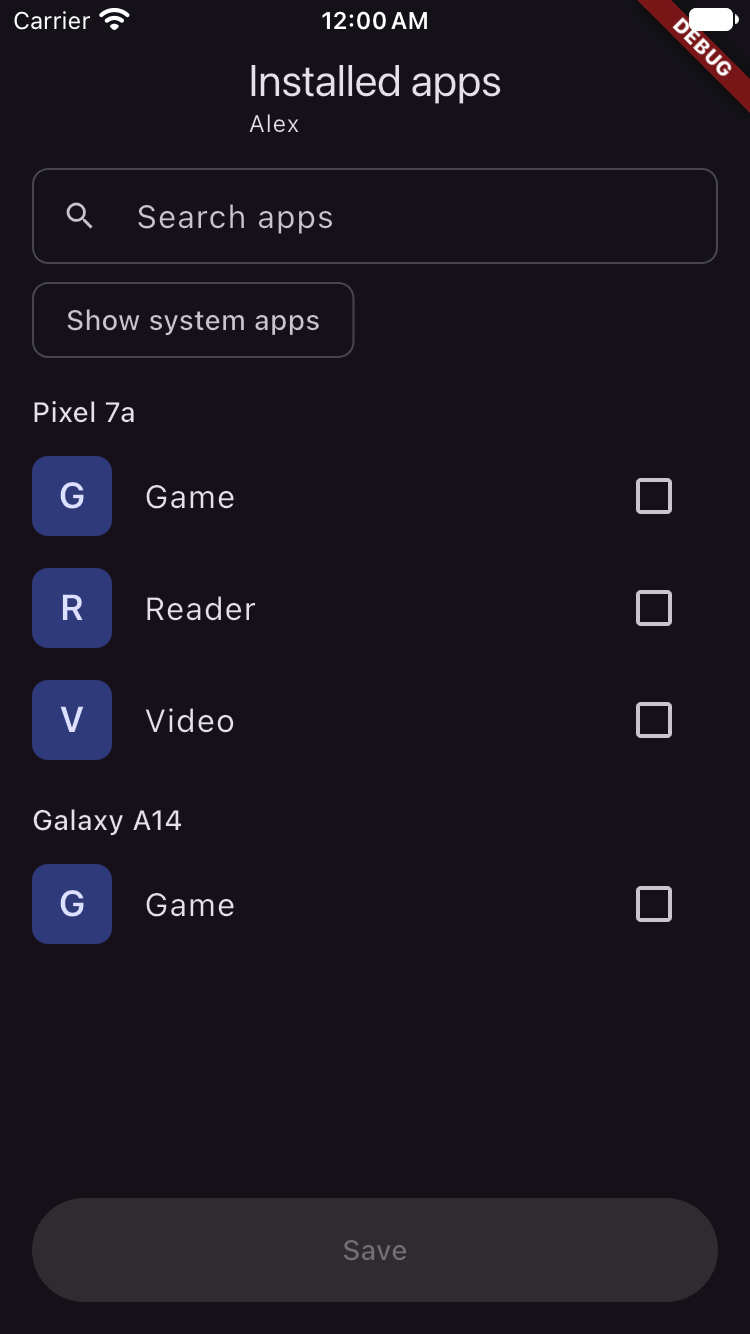 Carrier 12:00 AM
DEBUG
Installed apps
Alex
Search apps
Show system apps
Pixel 7a
G Game
R Reader
V Video
Galaxy A14
G Game
Save